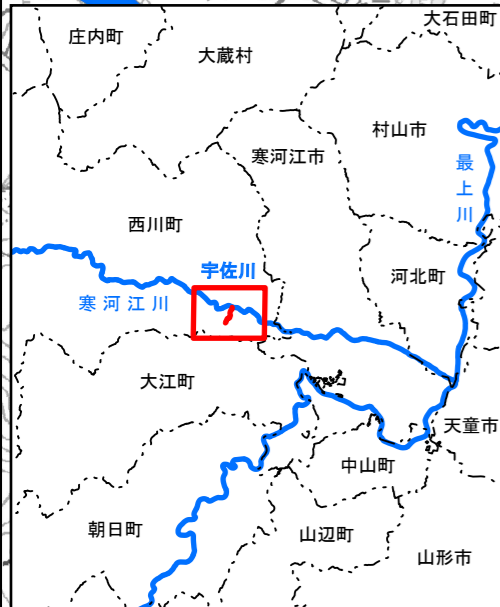 大石田町
庄内町
大蔵村
村山市
寒河江市
最上川
西川町
宇佐川
河北町
寒河江川
大江町
天童市
中山町
朝日町
山辺町
山形市